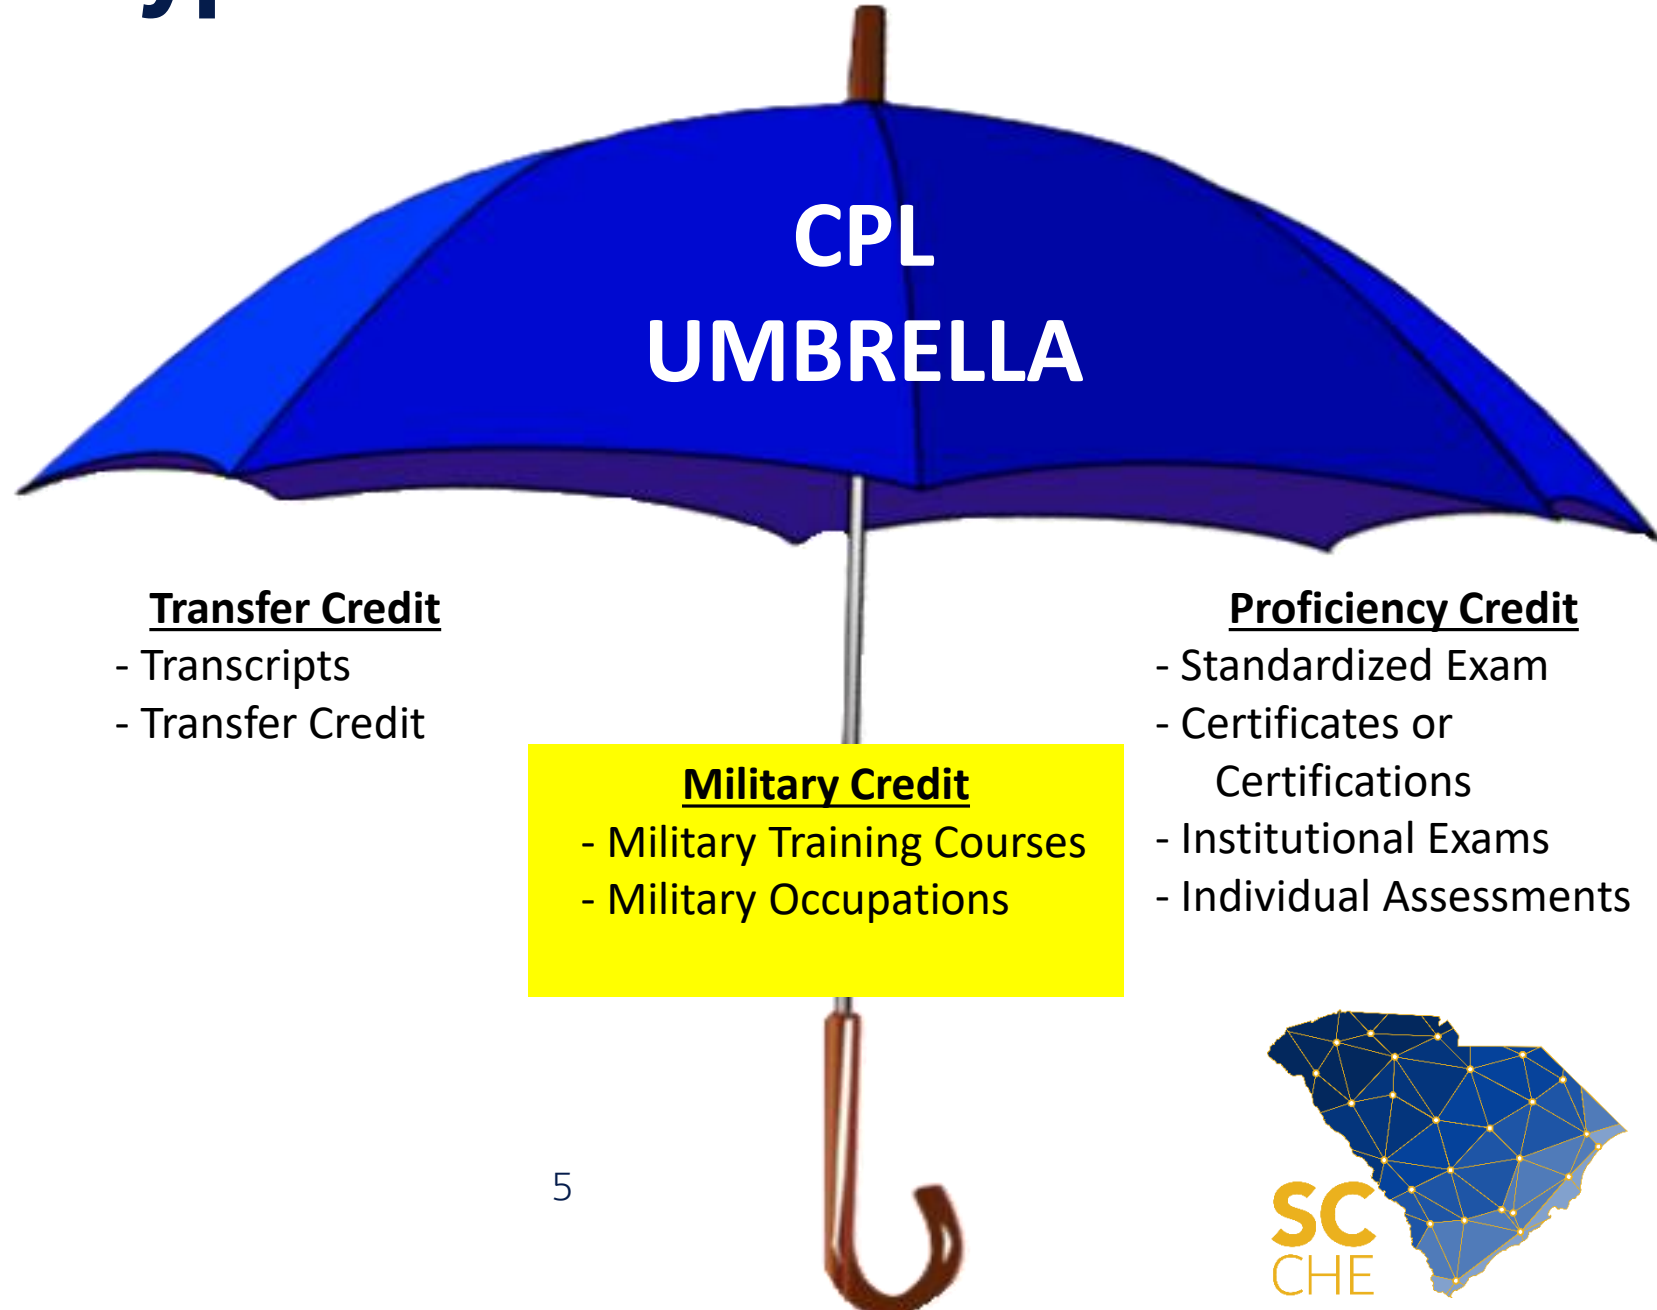 CPL
UMBRELLA
Transfer Credit
- Transcripts
- Transfer Credit
Military Credit
- Military Training Courses
- Military Occupations
Proficiency Credit
- Standardized Exam
- Certificates or
Certifications
- Institutional Exams
- Individual Assessments
5
SC
CHE